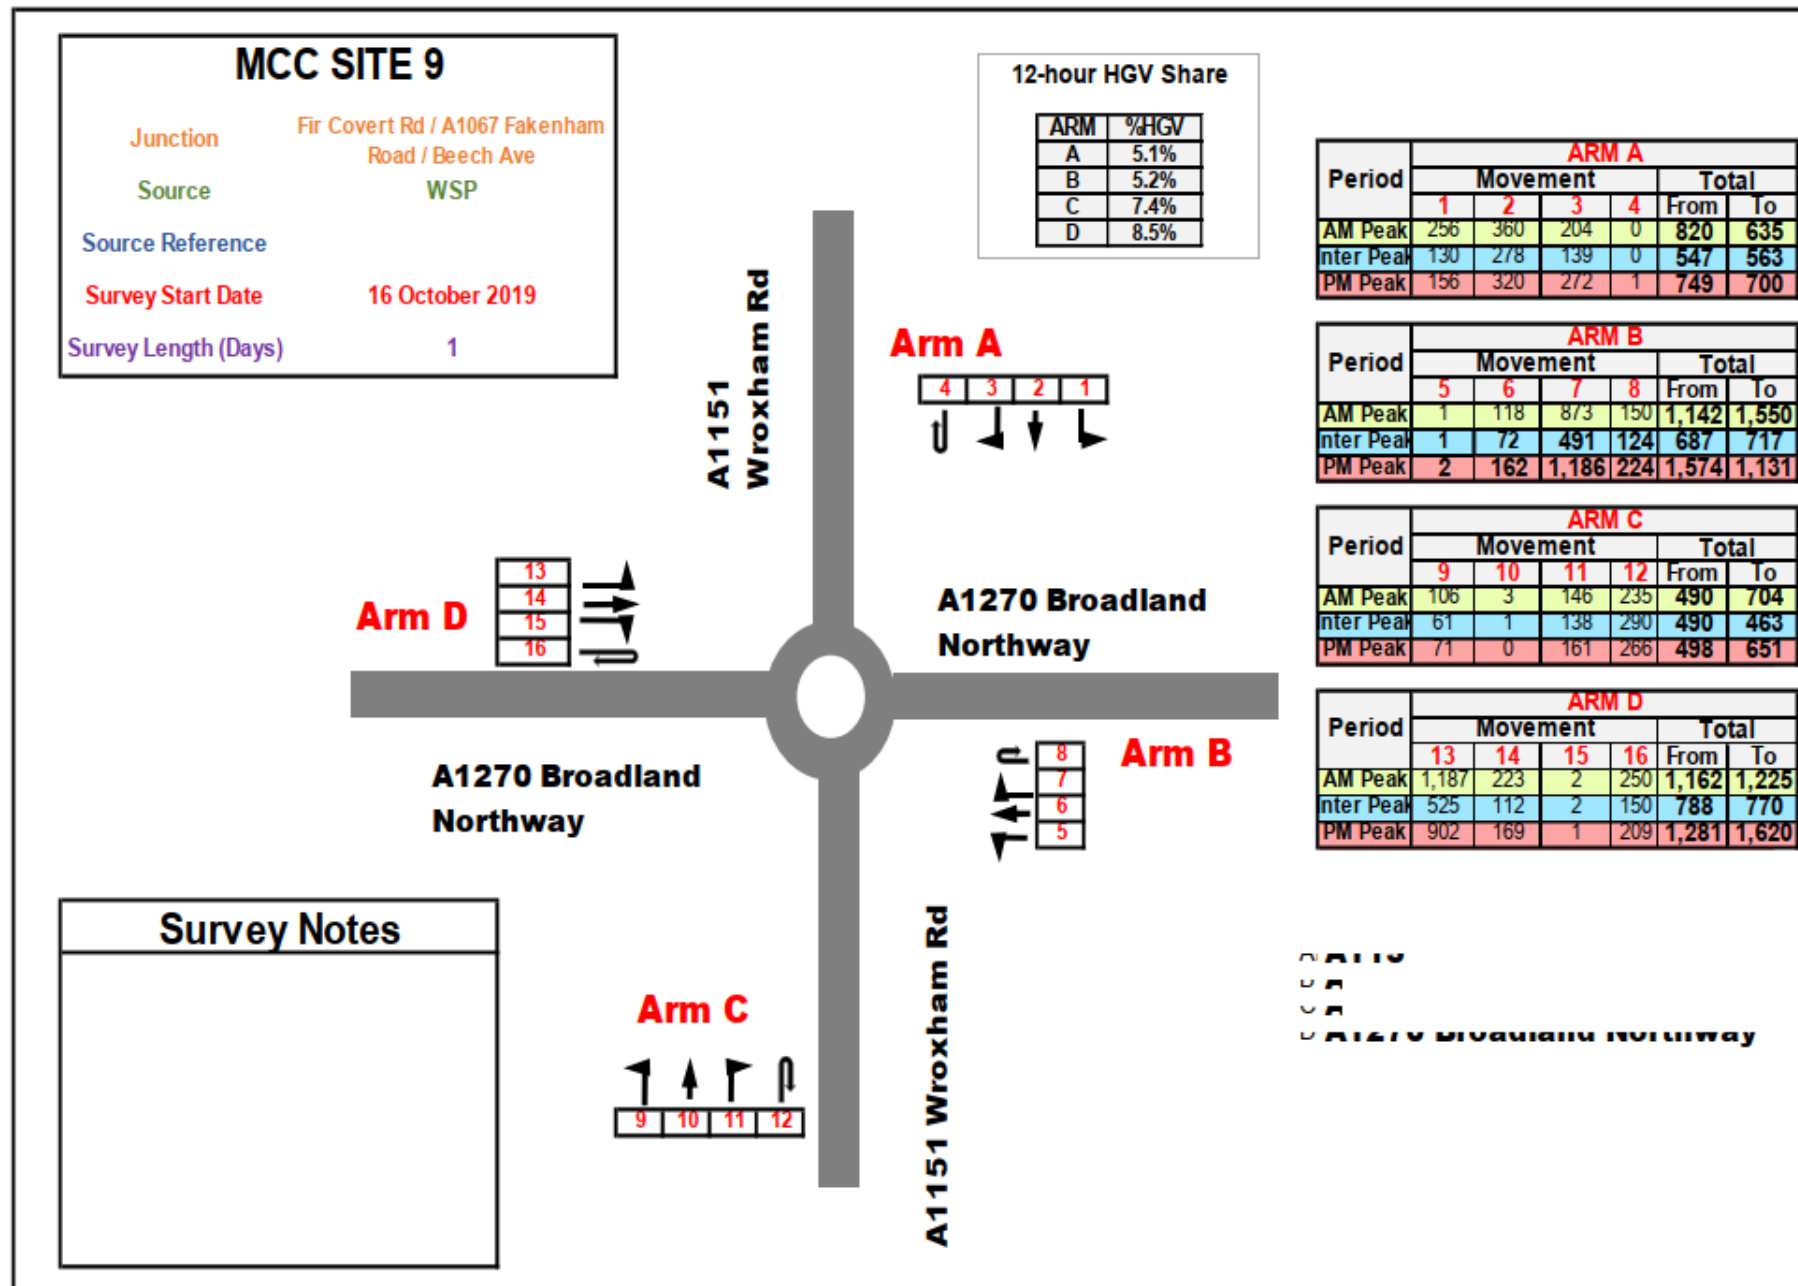 MCC SITE 9
Junction
Fir Covert Rd / A1067 Fakenham
Road / Beech Ave
Source WSP
Source Reference
Survey Start Date 16 October 2019
Survey Length (Days) 1
12-hour HGV Share
ARM %HGV
A 5.1%
B 5.2%
C 7.4%
D 8.5%
A1151
Wroxham Rd
Arm A
4 3 2 1
Arm D
13
14
15
16
A1270 Broadland
Northway
A1270 Broadland
Northway
Arm B
8
7
6
5
Arm C
9 10 11 12
A1151 Wroxham Rd
Survey Notes
ARM A
Period Movement Total
1 2 3 4 From To
AM Peak 256 360 204 0 820 635
nter Peak 130 278 139 0 547 563
PM Peak 156 320 272 1 749 700
ARM B
Period Movement Total
5 6 7 8 From To
AM Peak 1 118 873 150 1,142 1,550
nter Peak 1 72 491 124 687 717
PM Peak 2 162 1,186 224 1,574 1,131
ARM C
Period Movement Total
9 10 11 12 From To
AM Peak 106 3 146 235 490 704
nter Peak 61 1 138 290 490 463
PM Peak 71 0 161 266 498 651
ARM D
Period Movement Total
13 14 15 16 From To
AM Peak 1,187 223 2 250 1,162 1,225
nter Peak 525 112 2 150 788 770
PM Peak 902 169 1 209 1,281 1,620
A1270 Broadland Northway